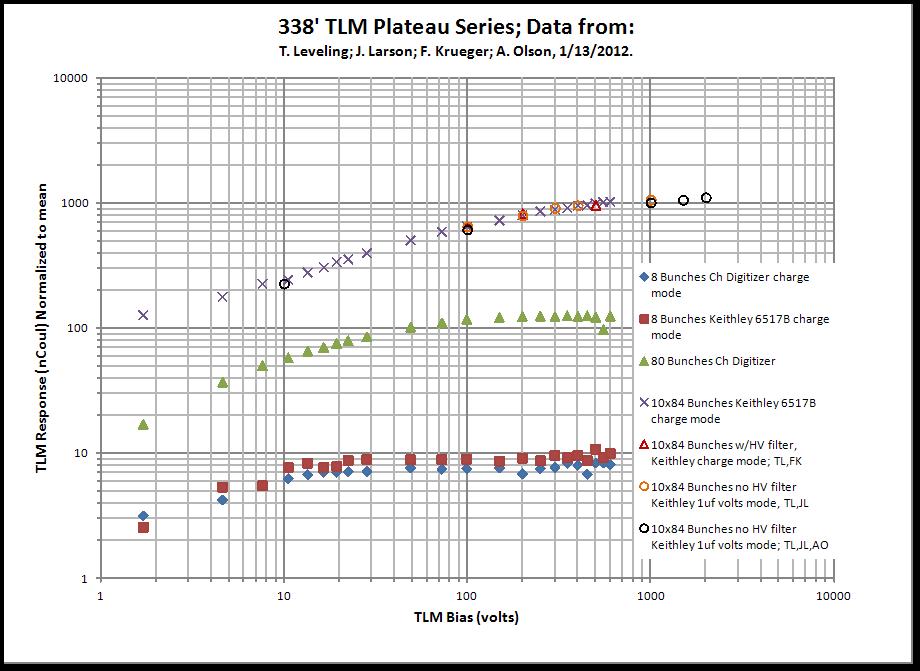 338' TLM Plateau Series; Data from:
T. Leveling; J. Larson; F. Krueger; A. Olson, 1/13/2012.
TLM Response (nCoul) Normalized to mean
10000
1000
100
10
1
1
10
100
1000
10000
TLM Bias (volts)
8 Bunches Ch Digitizer charge
mode
8 Bunches Keithley 6517B charge
mode
80 Bunches Ch Digitizer
10x84 Bunches Keithley 6517B
charge mode
10x84 Bunches w/HV filter,
Keithley charge mode; TL,FK
10x84 Bunches no HV filter
Keithley 1uf volts mode, TL,JL
10x84 Bunches no HV filter
Keithley 1uf volts mode; TL,JL,AO